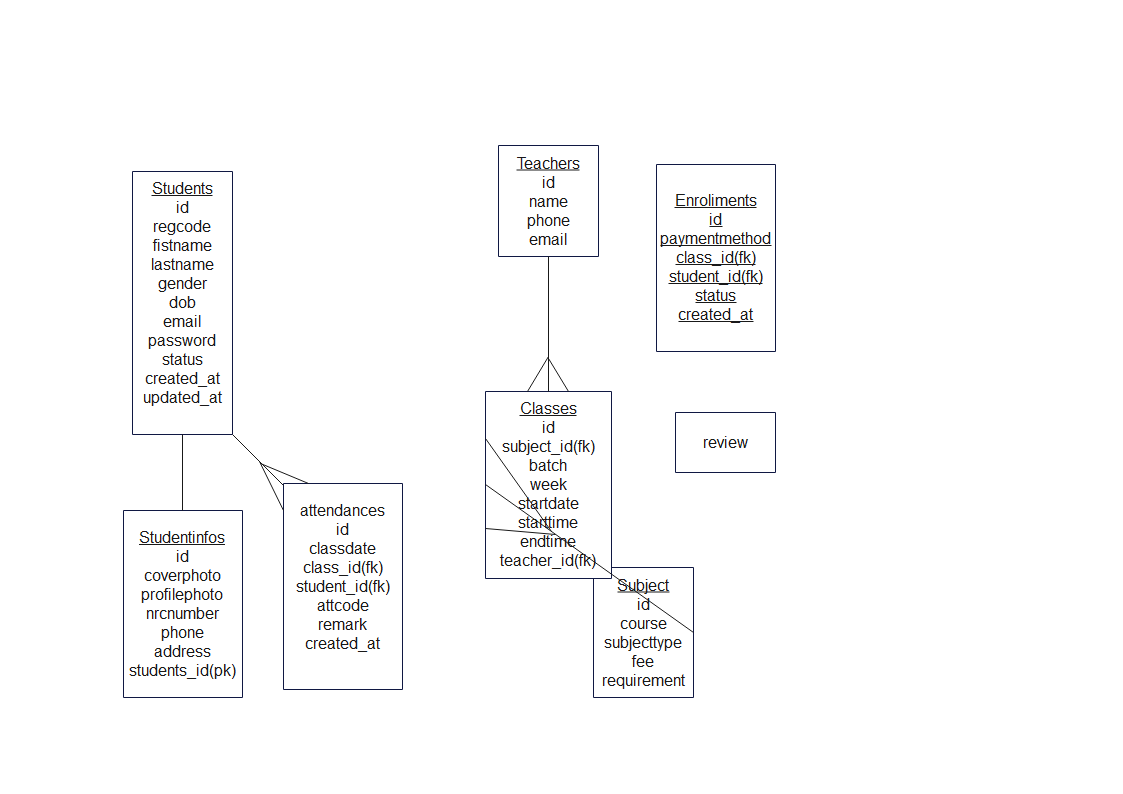 Students
id
regcode
fistname
lastname
gender
dob
email
password
status
created_at
updated_at
Studentinfos
id
coverphoto
profilephoto
nrcnumber
phone
address
students_id(pk)
attendances
id
classdate
class_id(fk)
student_id(fk)
attcode
remark
created_at
Teachers
id
name
phone
email
Classes
id
subject_id(fk)
batch
week
startdate
starttime
endtime
teacher_id(fk)
Subject
id
course
subjecttype
fee
requirement
Enroliments
id
paymentmethod
class_id(fk)
student_id(fk)
status
created_at
review